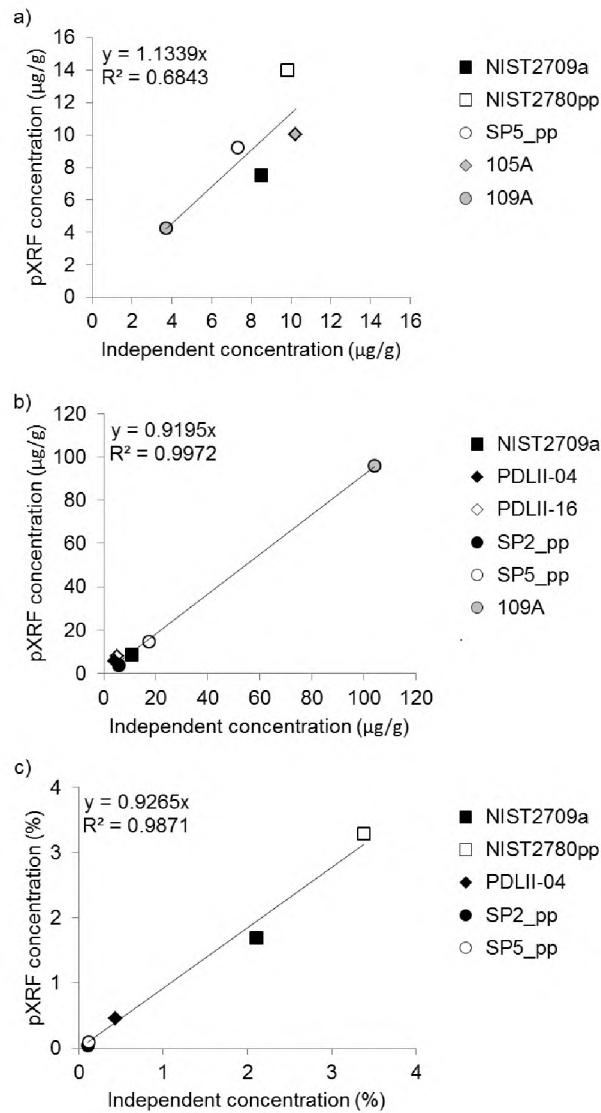 a)
y = 1.1339x
R² = 0.6843
pXRF concentration (µg/g)
16
14
12
10
8
6
4
2
0
0 2 4 6 8 10 12 14 16
Independent concentration (µg/g)
NIST2709a
NIST2780pp
SP5_pp
105A
109A
b)
y = 0.9195x
R² = 0.9972
pXRF concentration (µg/g)
120
100
80
60
40
20
0
0 20 40 60 80 100 120
Independent concentration (µg/g)
NIST2709a
PDLII-04
PDLII-16
SP2_pp
SP5_pp
109A
c)
y = 0.9265x
R² = 0.9871
pXRF concentration (%)
4
3
2
1
0
0 1 2 3 4
Independent concentration (%)
NIST2709a
NIST2780pp
PDLII-04
SP2_pp
SP5_pp